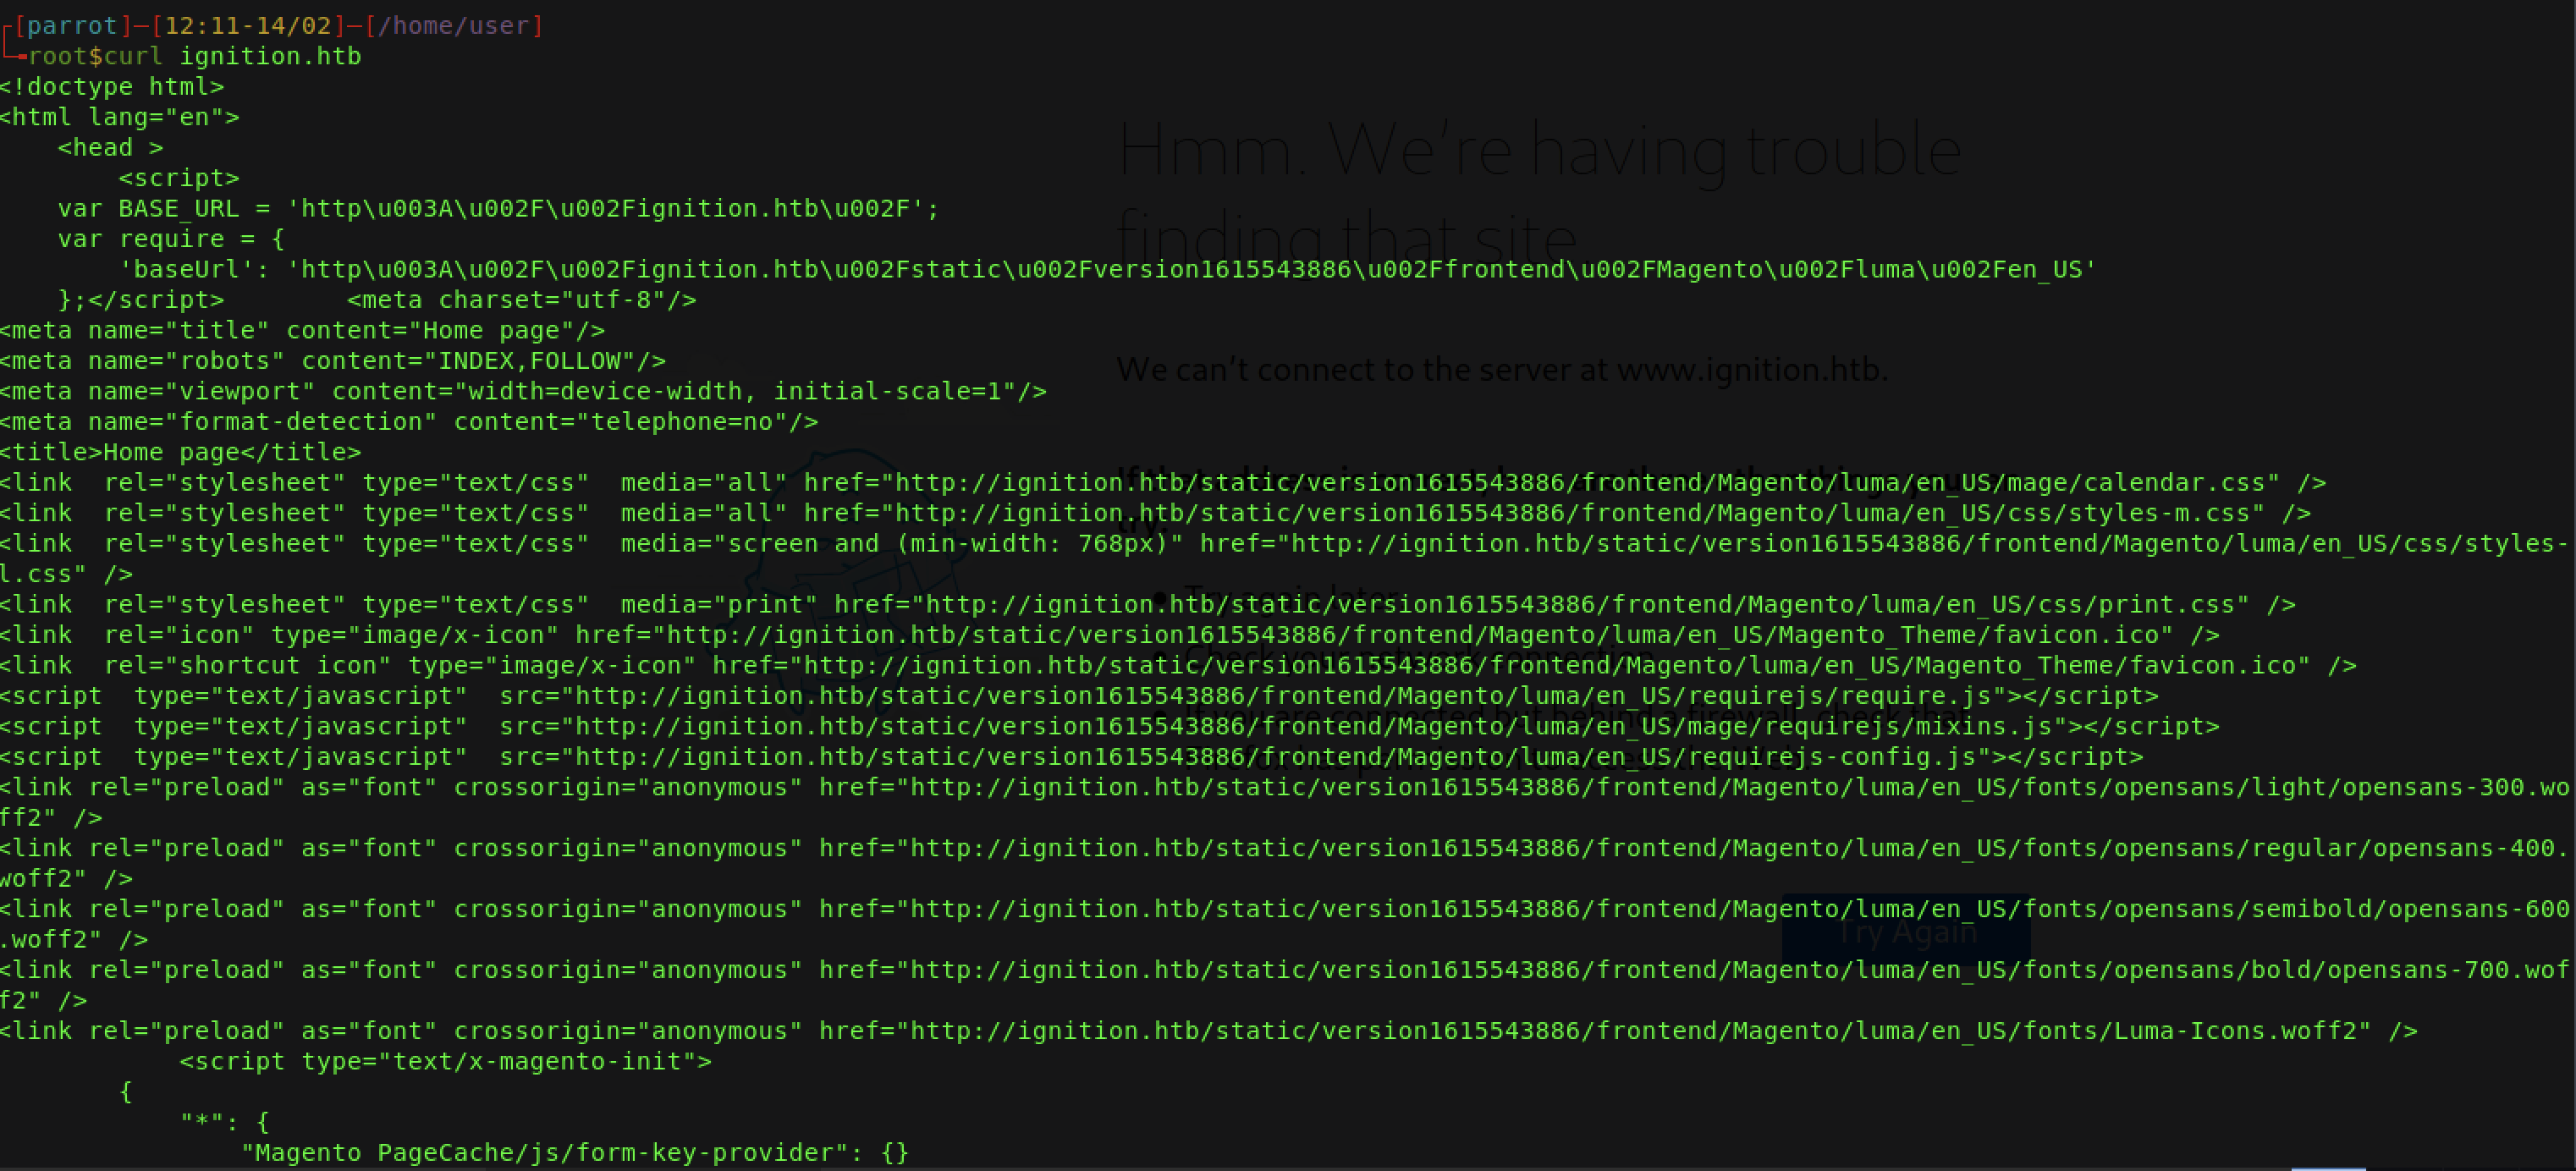 [parrot]─[12:11-14/02]─[/home/user]
root$curl ignition.htb
<!doctype html>
<html lang="en">
    <head >
        <script>
    var BASE_URL = 'http\u003A\u002F\u002Fignition.htb\u002F';
    var require = {
        'baseUrl': 'http\u003A\u002F\u002Fignition.htb\u002Fstatic\u002Fversion1615543886\u002Ffrontend\u002FMagento\u002Fluma\u002Fen_US'
    };</script>        <meta charset="utf-8"/>
<meta name="title" content="Home page"/>
<meta name="robots" content="INDEX,FOLLOW"/>
<meta name="viewport" content="width=device-width, initial-scale=1"/>
<meta name="format-detection" content="telephone=no"/>
<title>Home page</title>
<link  rel="stylesheet" type="text/css"  media="all" href="http://ignition.htb/static/version1615543886/frontend/Magento/luma/en_US/mage/calendar.css" />
<link  rel="stylesheet" type="text/css"  media="all" href="http://ignition.htb/static/version1615543886/frontend/Magento/luma/en_US/css/styles-m.css" />
<link  rel="stylesheet" type="text/css"  media="screen and (min-width: 768px)" href="http://ignition.htb/static/version1615543886/frontend/Magento/luma/en_US/css/styles-
l.css" />
<link  rel="stylesheet" type="text/css"  media="print" href="http://ignition.htb/static/version1615543886/frontend/Magento/luma/en_US/css/print.css" />
<link  rel="icon" type="image/x-icon" href="http://ignition.htb/static/version1615543886/frontend/Magento/luma/en_US/Magento_Theme/favicon.ico" />
<link  rel="shortcut icon" type="image/x-icon" href="http://ignition.htb/static/version1615543886/frontend/Magento/luma/en_US/Magento_Theme/favicon.ico" />
<script  type="text/javascript"  src="http://ignition.htb/static/version1615543886/frontend/Magento/luma/en_US/requirejs/require.js"></script>
<script  type="text/javascript"  src="http://ignition.htb/static/version1615543886/frontend/Magento/luma/en_US/mage/requirejs/mixins.js"></script>
<script  type="text/javascript"  src="http://ignition.htb/static/version1615543886/frontend/Magento/luma/en_US/requirejs-config.js"></script>
<link rel="preload" as="font" crossorigin="anonymous" href="http://ignition.htb/static/version1615543886/frontend/Magento/luma/en_US/fonts/opensans/light/opensans-300.wo
ff2" />
<link rel="preload" as="font" crossorigin="anonymous" href="http://ignition.htb/static/version1615543886/frontend/Magento/luma/en_US/fonts/opensans/regular/opensans-400.
woff2" />
<link rel="preload" as="font" crossorigin="anonymous" href="http://ignition.htb/static/version1615543886/frontend/Magento/luma/en_US/fonts/opensans/semibold/opensans-600
.woff2" />
<link rel="preload" as="font" crossorigin="anonymous" href="http://ignition.htb/static/version1615543886/frontend/Magento/luma/en_US/fonts/opensans/bold/opensans-700.wof
f2" />
<link rel="preload" as="font" crossorigin="anonymous" href="http://ignition.htb/static/version1615543886/frontend/Magento/luma/en_US/fonts/Luma-Icons.woff2" />
            <script type="text/x-magento-init">
        {
            "*": {
                "Magento_PageCache/js/form-key-provider": {}
Hmm. We're having trouble
finding that site.
We can't connect to the server at www.ignition.htb.
try:
Try again later
Check your network connection
Try Again